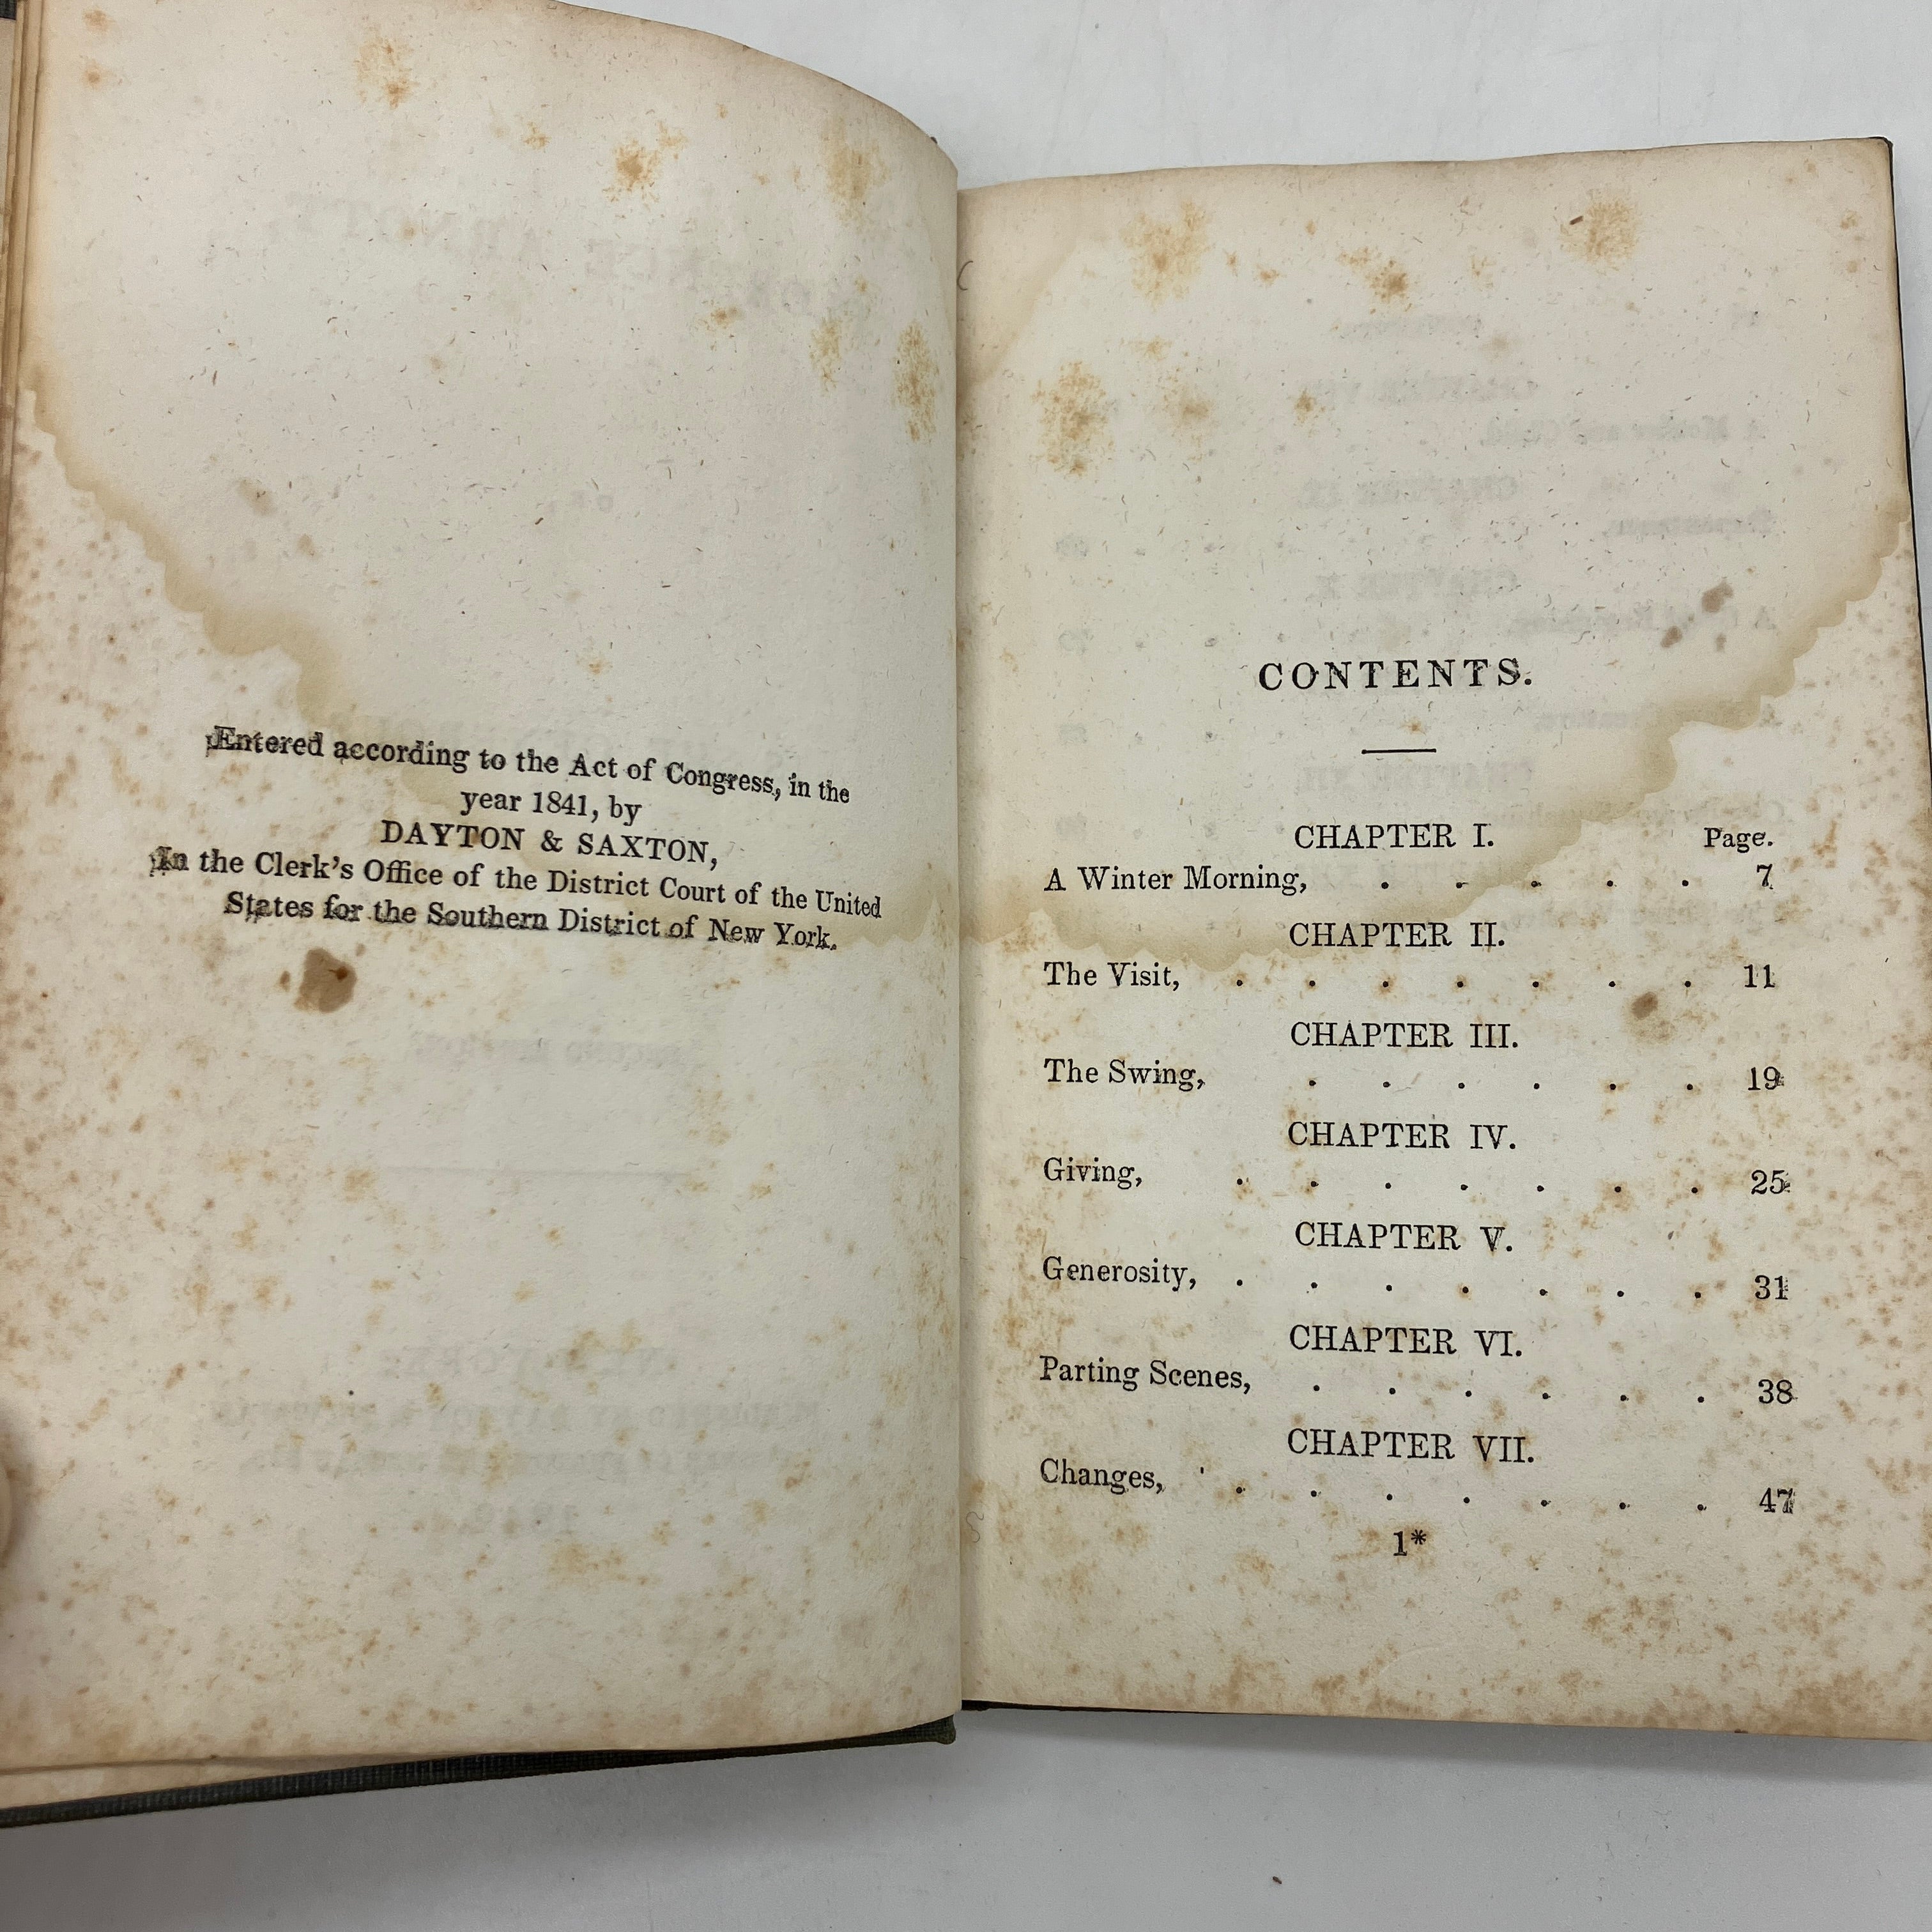 Entered according to the Act of Congress, in the
year 1841, by
DAYTON & SAXTON,
In the Clerk's Office of the District Court of the United
States for the Southern District of New York.
CONTENTS.
CHAPTER I. Page.
A Winter Morning, . . . . . 7
CHAPTER II.
The Visit, . . . . . . . 11
CHAPTER III.
The Swing, . . . . . . 19
CHAPTER IV.
Giving, . . . . . . . 25
CHAPTER V.
Generosity, . . . . . . . 31
CHAPTER VI.
Parting Scenes, . . . . . . 38
CHAPTER VII.
Changes, . . . . . . . 47
1*